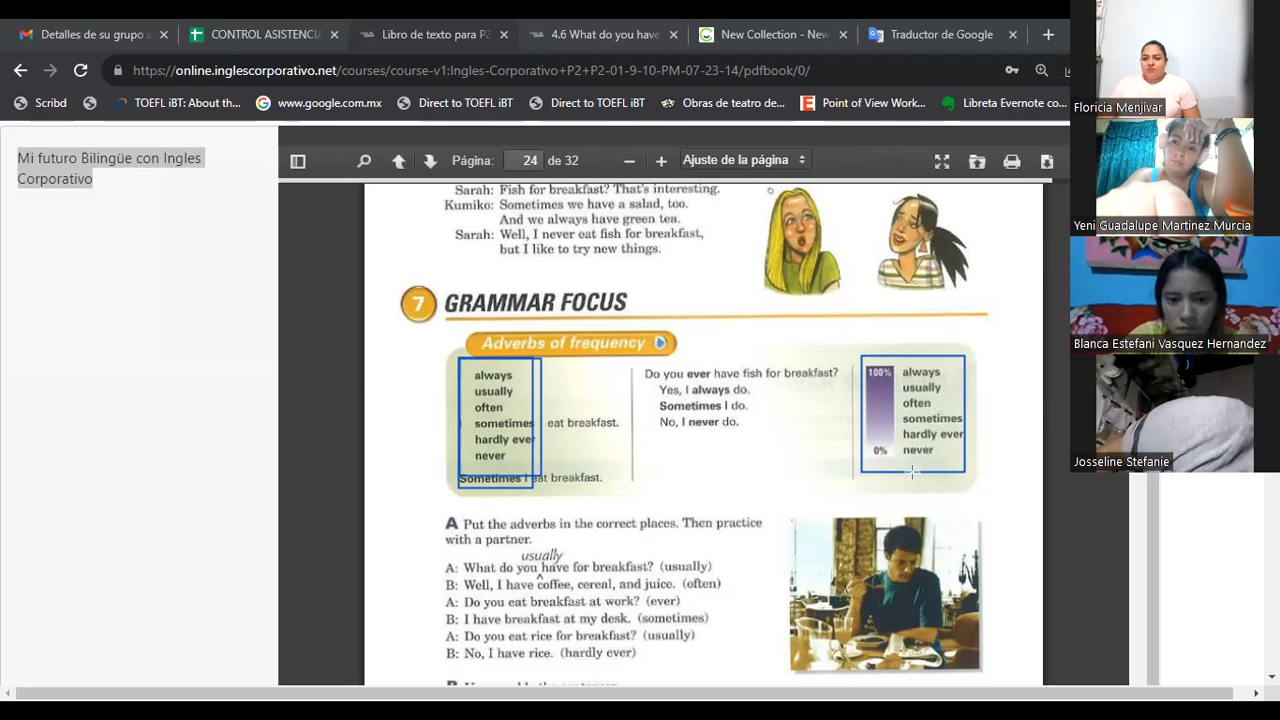 Detalles de su grupo
CONTROL ASISTENCIA
Libro de texto para P2
4.6 What do you have
New Collection - New
Traductor de Google
https://online.inglescorporativo.net/courses/course-v1:Ingles-Corporativo+P2+P2-01-9-10-PM-07-23-14/pdfbook/0/
Scribd
TOEFL iBT: About th...
www.google.com.mx
Direct to TOEFL iBT
Direct to TOEFL iBT
Obras de teatro de...
Point of View Work...
Libreta Evernote co...
Mi futuro Bilingüe con Ingles
Corporativo
Página: 24 de 32
Ajuste de la página
Sarah: Fish for breakfast? That's interesting.
Kumiko: Sometimes we have a salad, too.
And we always have green tea.
Sarah: Well, I never eat fish for breakfast,
but I like to try new things.
7 GRAMMAR FOCUS
Adverbs of frequency
always
usually
often
sometimes
hardly ever
never
eat breakfast.
Sometimes I eat breakfast.
Do you ever have fish for breakfast?
Yes, I always do.
Sometimes I do.
No, I never do.
100% always
usually
often
sometimes
hardly ever
0% never
A Put the adverbs in the correct places. Then practice
with a partner.
usually
A: What do you have for breakfast? (usually)
B: Well, I have coffee, cereal, and juice. (often)
A: Do you eat breakfast at work? (ever)
B: I have breakfast at my desk. (sometimes)
A: Do you eat rice for breakfast? (usually)
B: No, I have rice. (hardly ever)
Floricia Menjivar
Yeni Guadalupe Martinez Murcia
Blanca Estefani Vasquez Hernandez
Josseline Stefanie